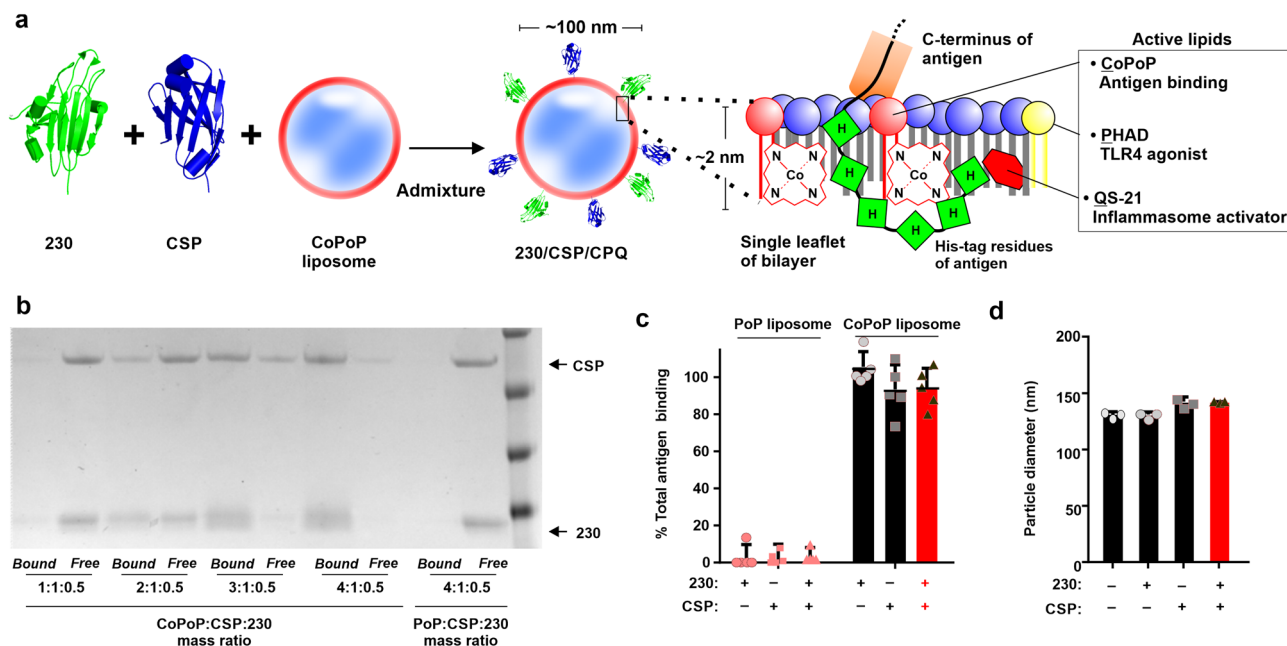 a
230
+
CSP
+
CoPoP
liposome
Admixture
~100 nm
230/CSP/CPQ
~2 nm
C-terminus of
antigen
H
H
H
H
H
H
H
N
N
Co
N
N
N
N
Co
N
N
Single leaflet
of bilayer
His-tag residues
of antigen
Active lipids
• CoPoP
Antigen binding
• PHAD
TLR4 agonist
• QS-21
Inflammasome activator
b
CSP
230
Bound Free Bound Free Bound Free Bound Free Bound Free
1:1:0.5 2:1:0.5 3:1:0.5 4:1:0.5 4:1:0.5
CoPoP:CSP:230
mass ratio
PoP:CSP:230
mass ratio
c
PoP liposome CoPoP liposome
% Total antigen binding
120
100
80
60
40
20
0
230: + – + + – +
CSP: – + + – + +
d
Particle diameter (nm)
200
150
100
50
0
230: – + – +
CSP: – – + +